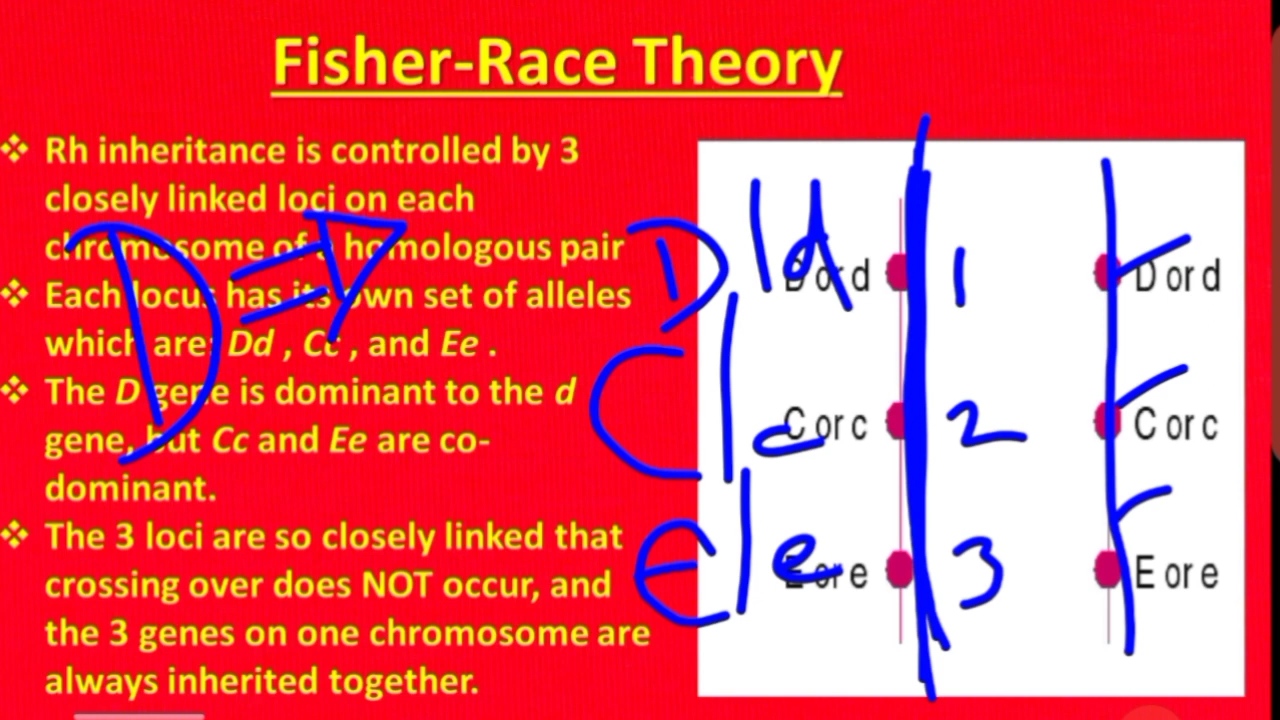 Fisher-Race Theory
❖ Rh inheritance is controlled by 3
closely linked loci on each
chromosome of a homologous pair
❖ Each locus has its own set of alleles
which are: Dd , Cc , and Ee .
❖ The D gene is dominant to the d
gene, but Cc and Ee are co-
dominant.
❖ The 3 loci are so closely linked that
crossing over does NOT occur, and
the 3 genes on one chromosome are
always inherited together.
D
D | d
D or d
1
D or d
C | c
C or c
2
C or c
E | e
E or e
3
E or e